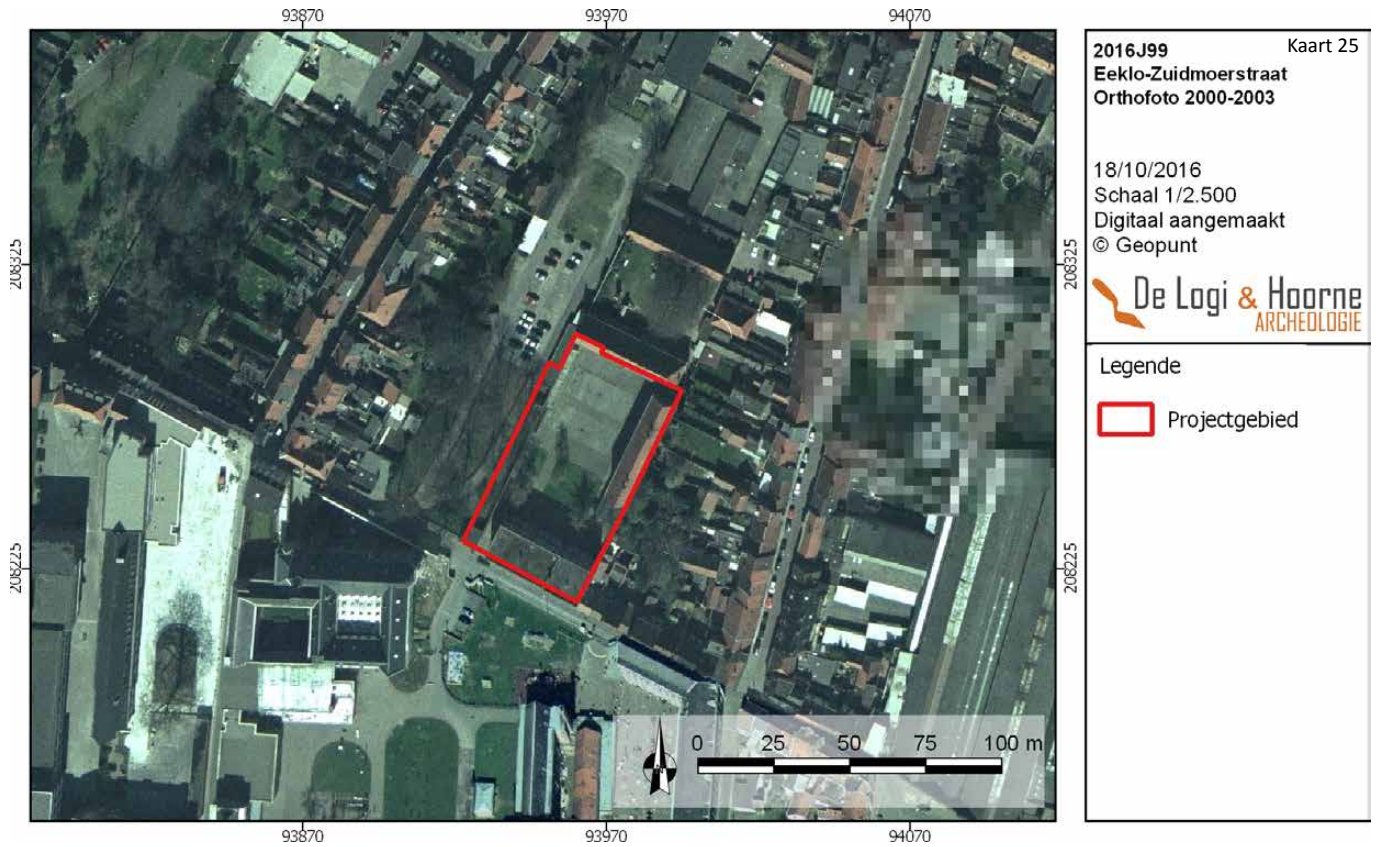 93870 93970 94070
208325 208325
208225 208225
0 25 50 75 100 m
93870 93970 94070
Kaart 25
2016J99
Eeklo-Zuidmoerstraat
Orthofoto 2000-2003
18/10/2016
Schaal 1/2.500
Digitaal aangemaakt
© Geopunt
De Logi & Hoorne
ARCHEOLOGIE
Legende
Projectgebied